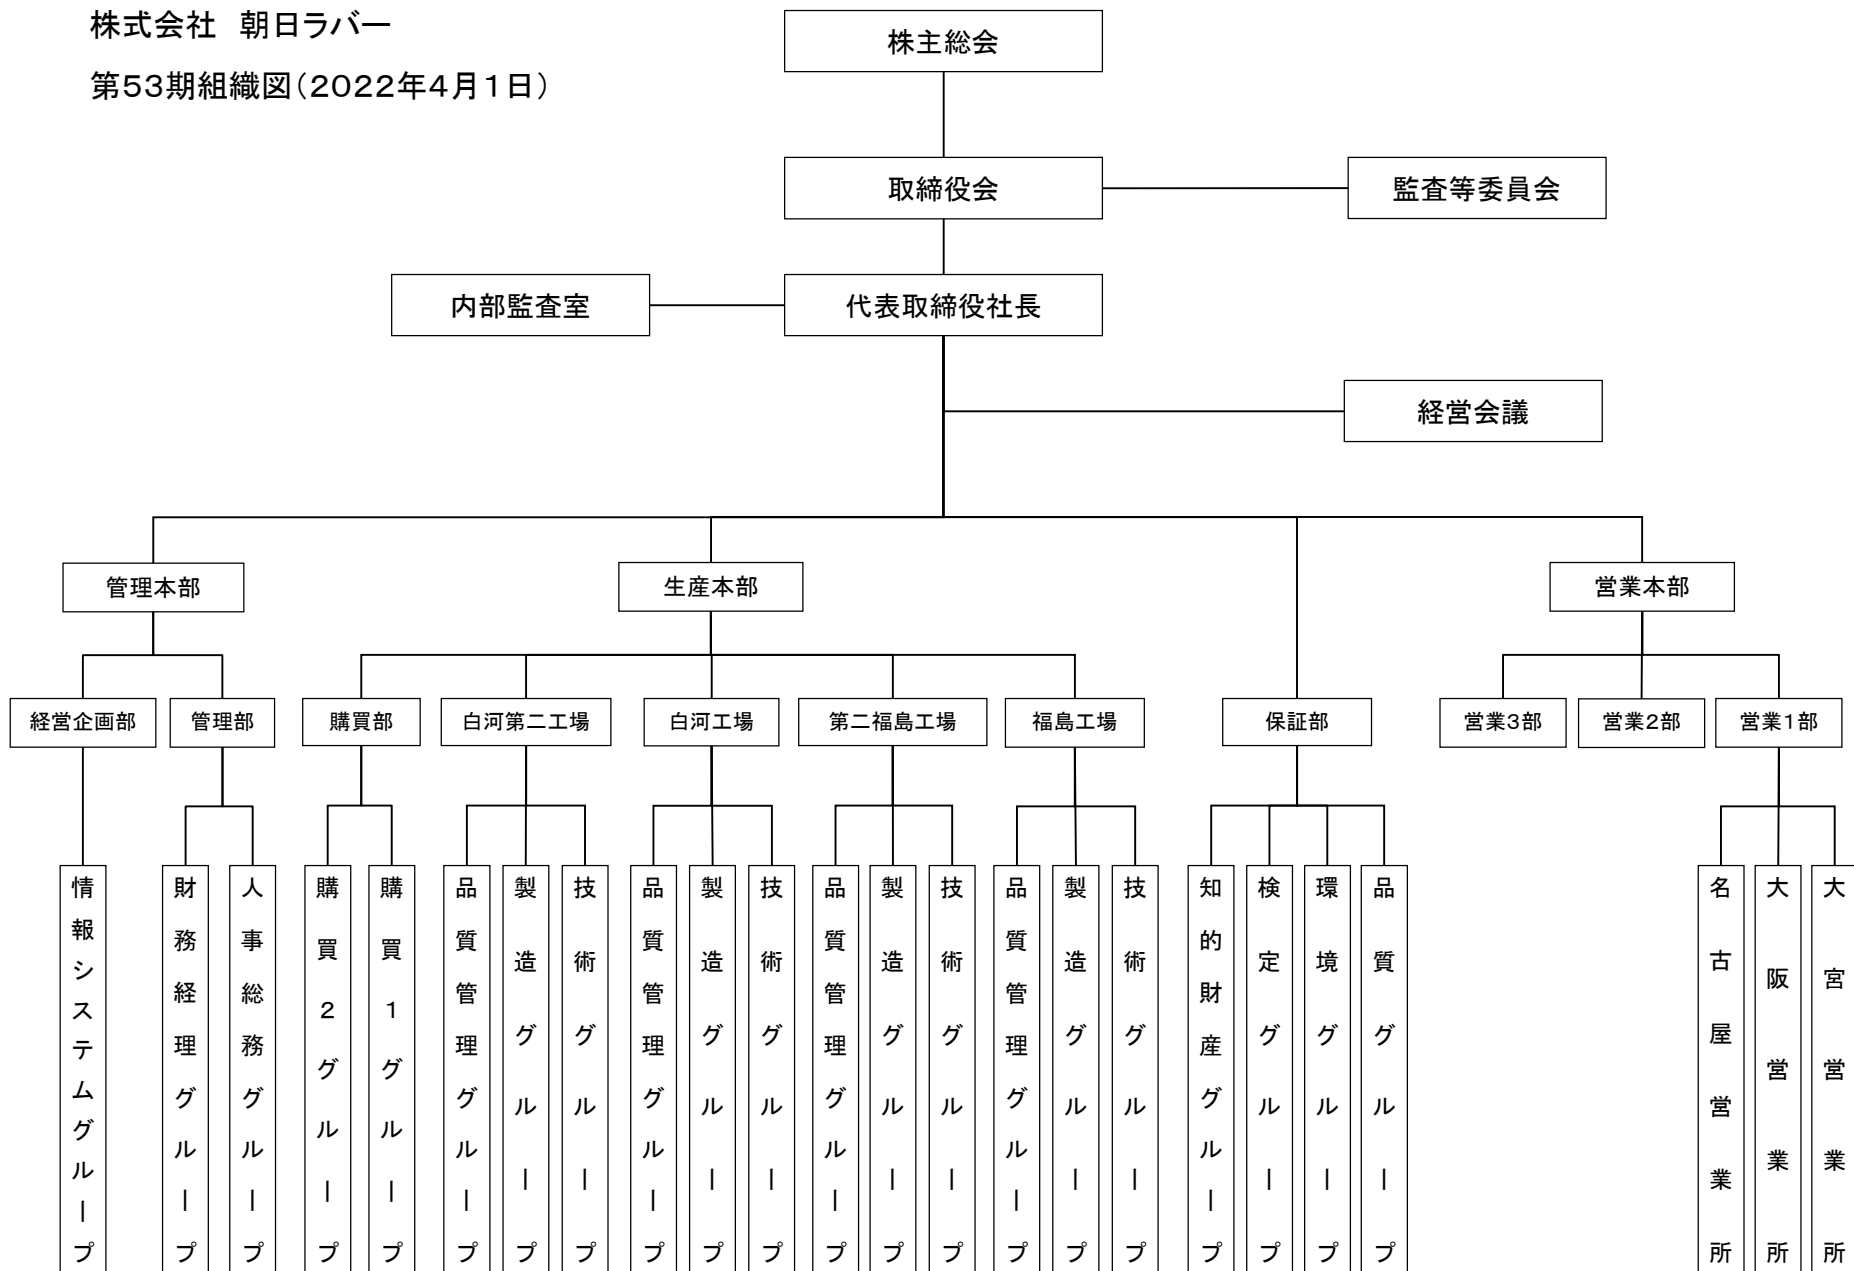 株式会社 朝日ラバー
第53期組織図(2022年4月1日)
株主総会
取締役会
監査等委員会
内部監査室
代表取締役社長
経営会議
管理本部
生産本部
営業本部
経営企画部
管理部
購買部
白河第二工場
白河工場
第二福島工場
福島工場
保証部
営業3部
営業2部
営業1部
情報システムグループ
財務経理グループ
人事総務グループ
購買2グループ
購買1グループ
品質管理グループ
製造グループ
技術グループ
品質管理グループ
製造グループ
技術グループ
品質管理グループ
製造グループ
技術グループ
品質管理グループ
製造グループ
技術グループ
知的財産グループ
検定グループ
環境グループ
品質グループ
名古屋営業所
大阪営業所
大宮営業所